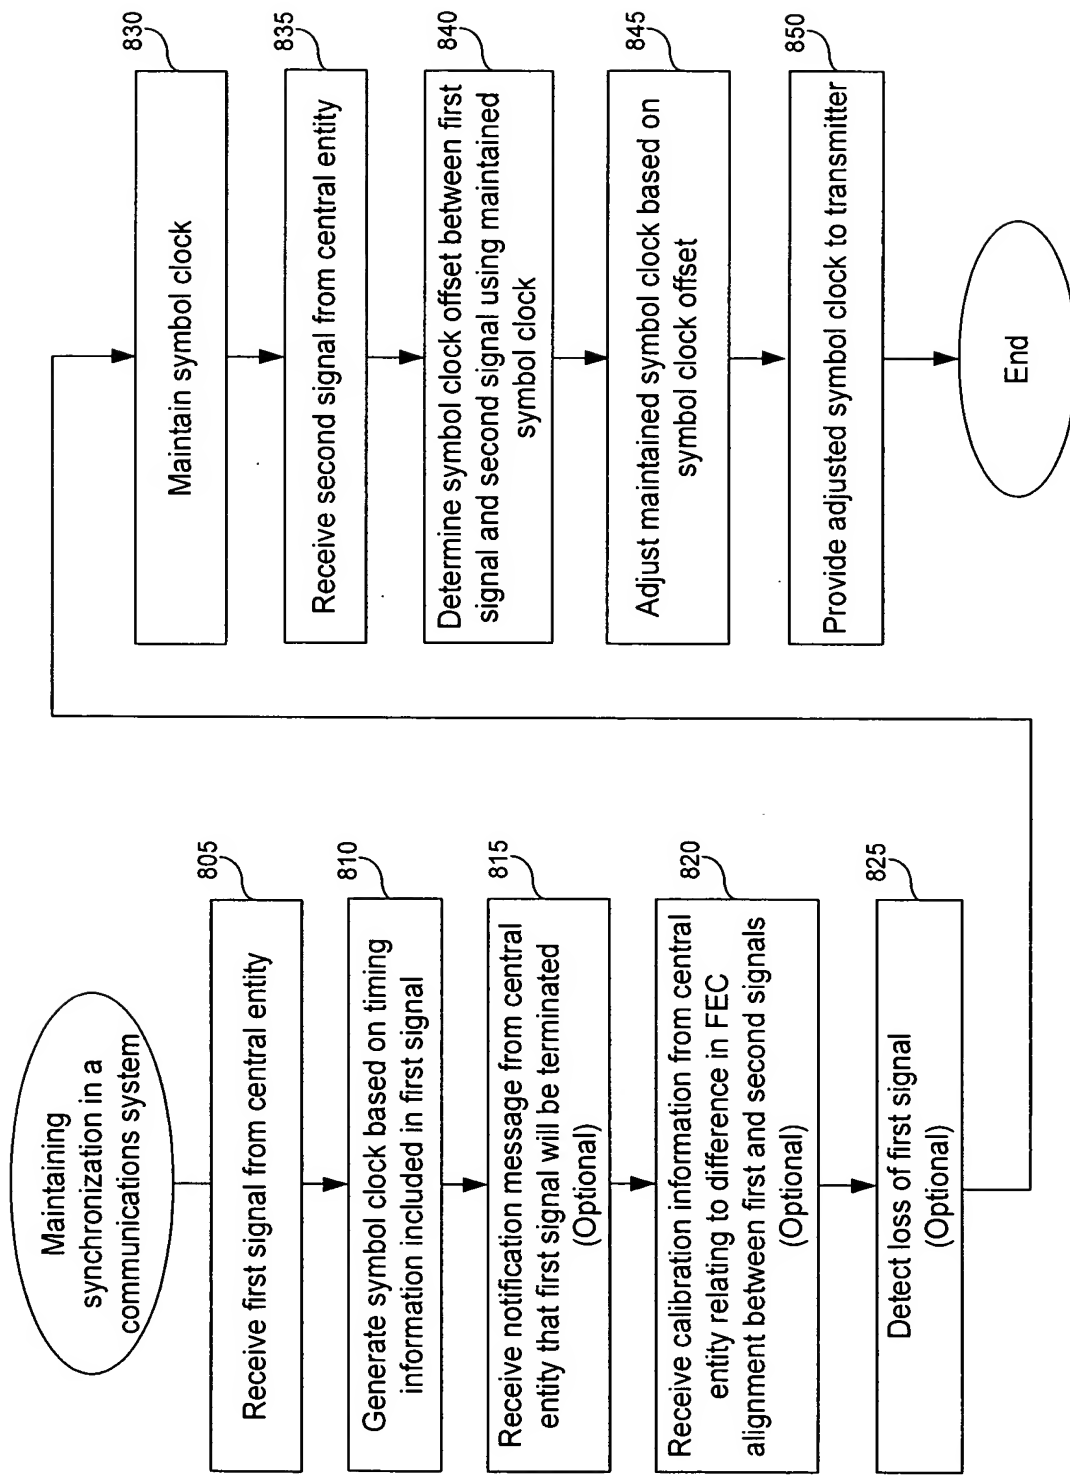 Maintaining
synchronization in a
communications system
805
Receive first signal from central entity
810
Generate symbol clock based on timing
information included in first signal
815
Receive notification message from central
entity that first signal will be terminated
(Optional)
820
Receive calibration information from central
entity relating to difference in FEC
alignment between first and second signals
(Optional)
825
Detect loss of first signal
(Optional)
830
Maintain symbol clock
835
Receive second signal from central entity
840
Determine symbol clock offset between first
signal and second signal using maintained
symbol clock
845
Adjust maintained symbol clock based on
symbol clock offset
850
Provide adjusted symbol clock to transmitter
End